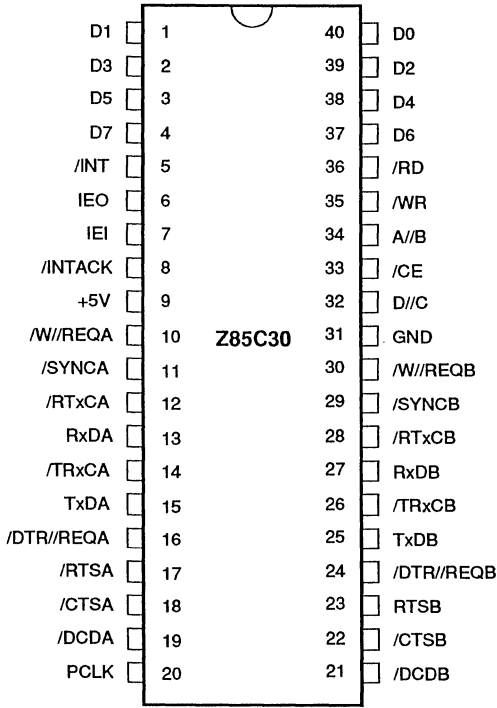 D1 1 40 D0
D3 2 39 D2
D5 3 38 D4
D7 4 37 D6
/INT 5 36 /RD
IEO 6 35 /WR
IEI 7 34 A//B
/INTACK 8 33 /CE
+5V 9 32 D//C
/W//REQA 10 Z85C30 31 GND
/SYNCA 11 30 /W//REQB
/RTxCA 12 29 /SYNCB
RxDA 13 28 /RTxCB
/TRxCA 14 27 RxDB
TxDA 15 26 /TRxCB
/DTR//REQA 16 25 TxDB
/RTSA 17 24 /DTR//REQB
/CTSA 18 23 RTSB
/DCDA 19 22 /CTSB
PCLK 20 21 /DCDB